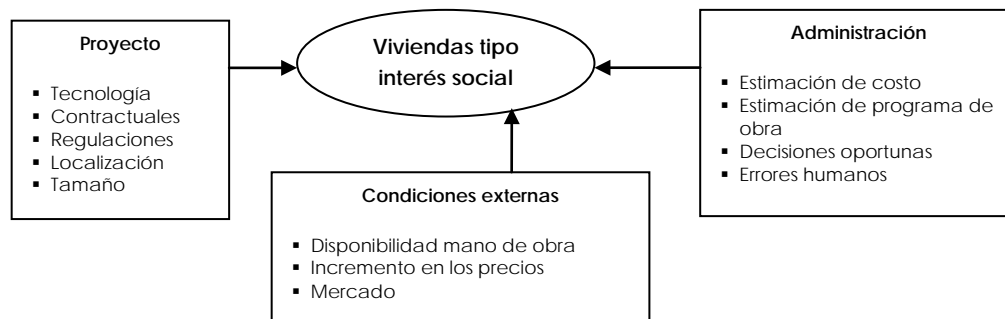 Proyecto
▪ Tecnología
▪ Contractuales
▪ Regulaciones
▪ Localización
▪ Tamaño
Viviendas tipo
interés social
Administración
▪ Estimación de costo
▪ Estimación de programa de
obra
▪ Decisiones oportunas
▪ Errores humanos
Condiciones externas
▪ Disponibilidad mano de obra
▪ Incremento en los precios
▪ Mercado